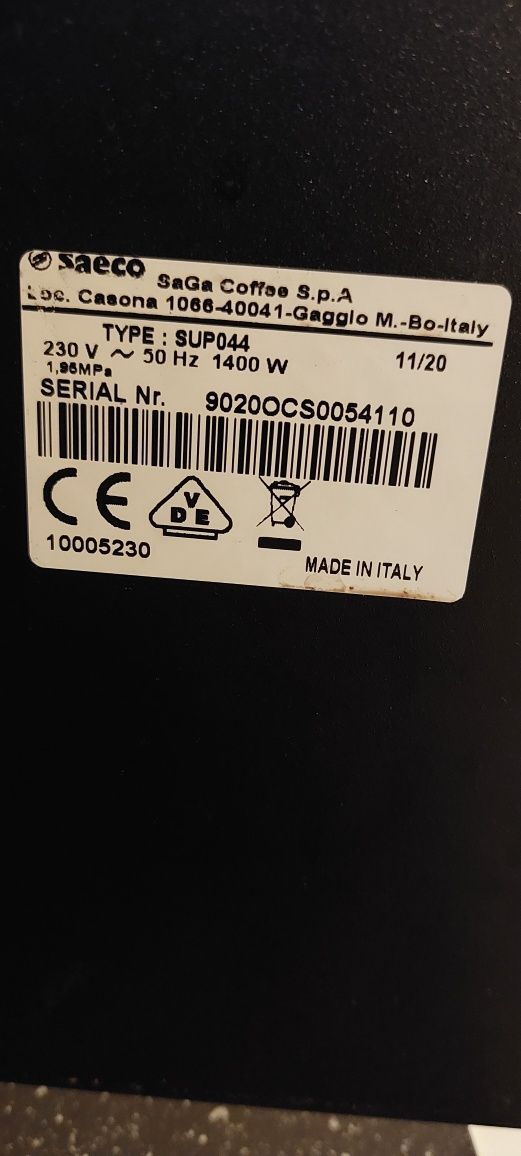 saeco
SaGa Coffee S.p.A
Loc. Casona 1066-40041-Gaggio M.-Bo-Italy
TYPE : SUP044
230 V ~ 50 Hz 1400 W 11/20
1,95MPa
SERIAL Nr. 9020OCS0054110
CE
V
DE
10005230
MADE IN ITALY